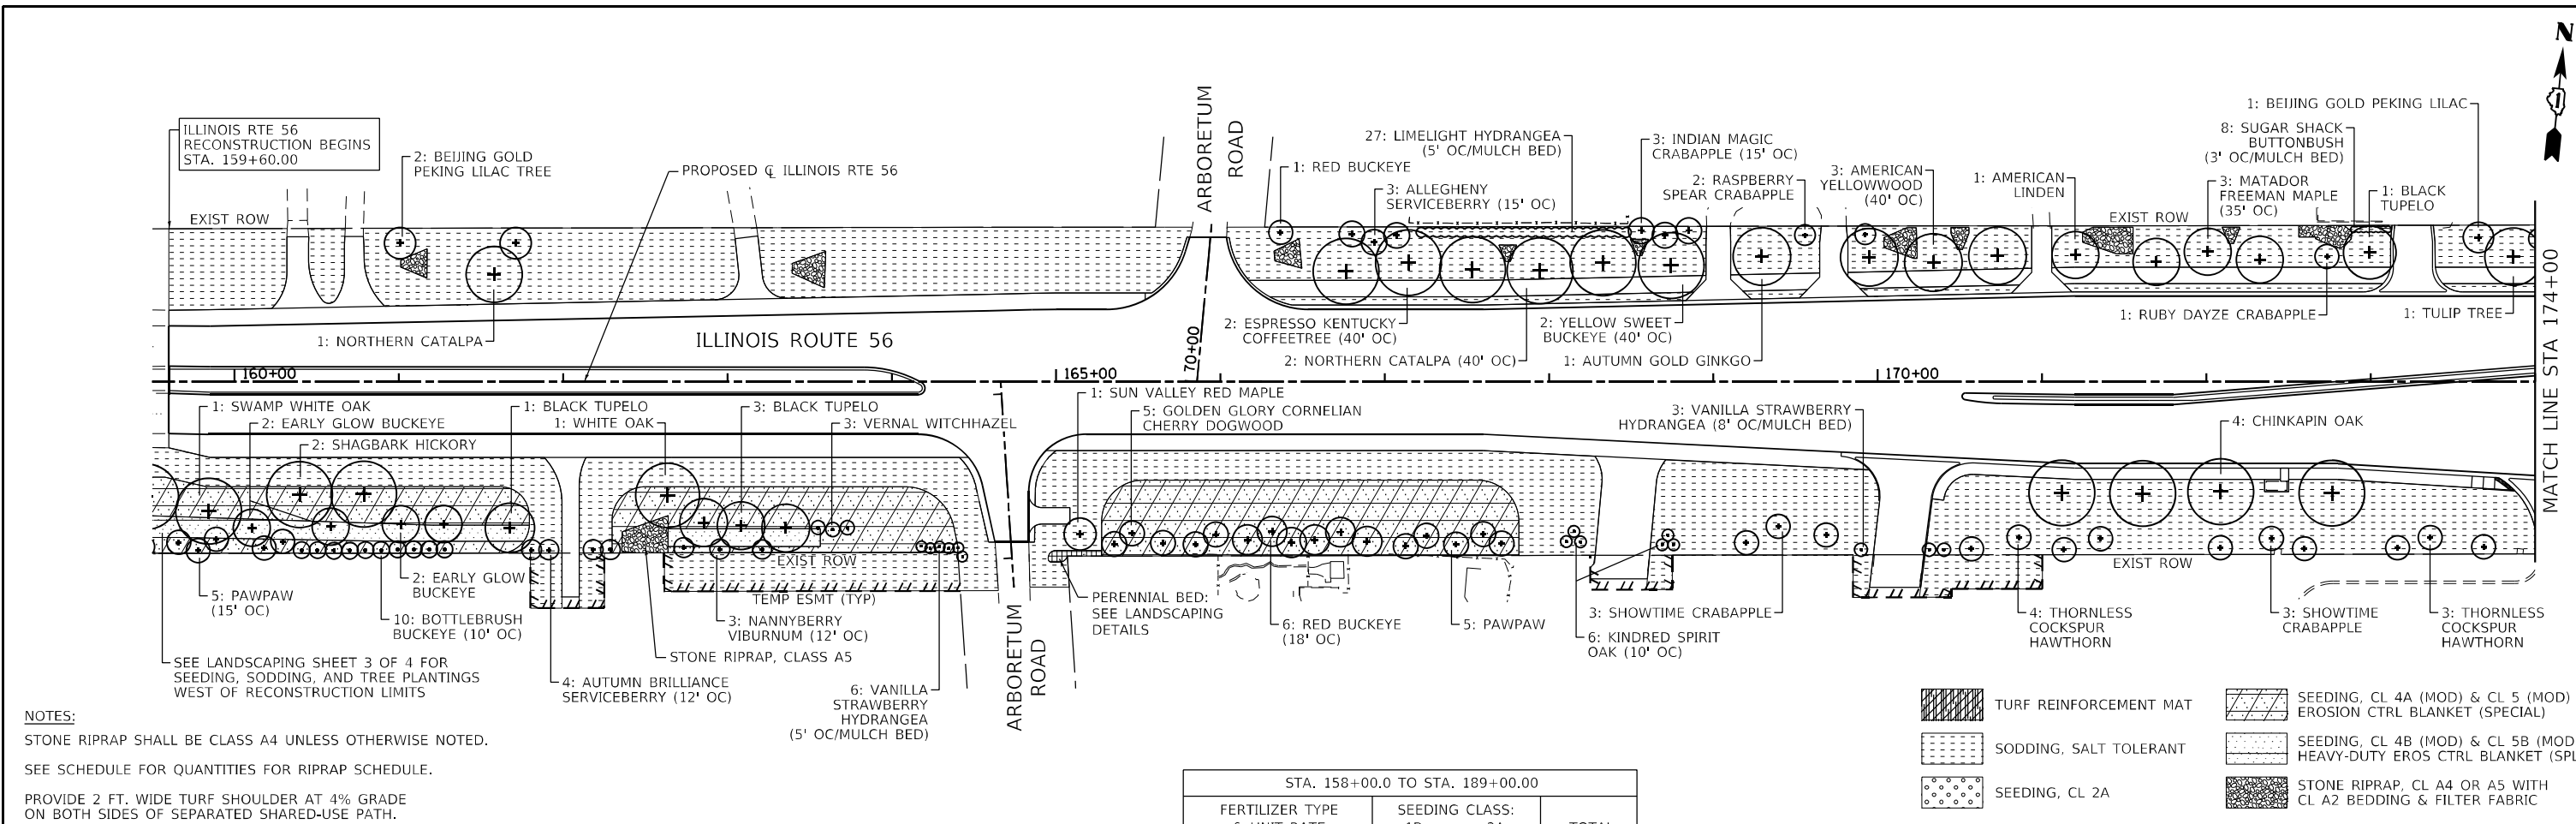 N
ILLINOIS RTE 56
RECONSTRUCTION BEGINS
STA. 159+60.00
2: BEIJING GOLD
PEKING LILAC TREE
PROPOSED ℄ ILLINOIS RTE 56
EXIST ROW
1: NORTHERN CATALPA
ILLINOIS ROUTE 56
ARBORETUM
ROAD
70+00
1: RED BUCKEYE
27: LIMELIGHT HYDRANGEA
(5' OC/MULCH BED)
3: ALLEGHENY
SERVICEBERRY (15' OC)
3: INDIAN MAGIC
CRABAPPLE (15' OC)
2: RASPBERRY
SPEAR CRABAPPLE
3: AMERICAN
YELLOWWOOD
(40' OC)
1: AMERICAN
LINDEN
1: BEIJING GOLD PEKING LILAC
8: SUGAR SHACK
BUTTONBUSH
(3' OC/MULCH BED)
3: MATADOR
FREEMAN MAPLE
(35' OC)
1: BLACK
TUPELO
EXIST ROW
2: ESPRESSO KENTUCKY
COFFEETREE (40' OC)
2: YELLOW SWEET
BUCKEYE (40' OC)
2: NORTHERN CATALPA (40' OC)
1: AUTUMN GOLD GINKGO
1: RUBY DAYZE CRABAPPLE
1: TULIP TREE
MATCH LINE STA 174+00
160+00
165+00
170+00
1: SWAMP WHITE OAK
2: EARLY GLOW BUCKEYE
2: SHAGBARK HICKORY
1: BLACK TUPELO
1: WHITE OAK
3: BLACK TUPELO
3: VERNAL WITCHHAZEL
1: SUN VALLEY RED MAPLE
5: GOLDEN GLORY CORNELIAN
CHERRY DOGWOOD
3: VANILLA STRAWBERRY
HYDRANGEA (8' OC/MULCH BED)
4: CHINKAPIN OAK
EXIST ROW
TEMP ESMT (TYP)
EXIST ROW
5: PAWPAW
(15' OC)
2: EARLY GLOW
BUCKEYE
10: BOTTLEBRUSH
BUCKEYE (10' OC)
3: NANNYBERRY
VIBURNUM (12' OC)
STONE RIPRAP, CLASS A5
4: AUTUMN BRILLIANCE
SERVICEBERRY (12' OC)
6: VANILLA
STRAWBERRY
HYDRANGEA
(5' OC/MULCH BED)
ARBORETUM
ROAD
PERENNIAL BED:
SEE LANDSCAPING
DETAILS
6: RED BUCKEYE
(18' OC)
5: PAWPAW
3: SHOWTIME CRABAPPLE
6: KINDRED SPIRIT
OAK (10' OC)
4: THORNLESS
COCKSPUR
HAWTHORN
3: SHOWTIME
CRABAPPLE
3: THORNLESS
COCKSPUR
HAWTHORN
SEE LANDSCAPING SHEET 3 OF 4 FOR
SEEDING, SODDING, AND TREE PLANTINGS
WEST OF RECONSTRUCTION LIMITS
NOTES:
STONE RIPRAP SHALL BE CLASS A4 UNLESS OTHERWISE NOTED.
SEE SCHEDULE FOR QUANTITIES FOR RIPRAP SCHEDULE.
PROVIDE 2 FT. WIDE TURF SHOULDER AT 4% GRADE
ON BOTH SIDES OF SEPARATED SHARED-USE PATH.
STA. 158+00.0 TO STA. 189+00.00
FERTILIZER TYPE
SEEDING CLASS:
TURF REINFORCEMENT MAT
SODDING, SALT TOLERANT
SEEDING, CL 2A
SEEDING, CL 4A (MOD) & CL 5 (MOD)
EROSION CTRL BLANKET (SPECIAL)
SEEDING, CL 4B (MOD) & CL 5B (MOD
HEAVY-DUTY EROS CTRL BLANKET (SPL
STONE RIPRAP, CL A4 OR A5 WITH
CL A2 BEDDING & FILTER FABRIC